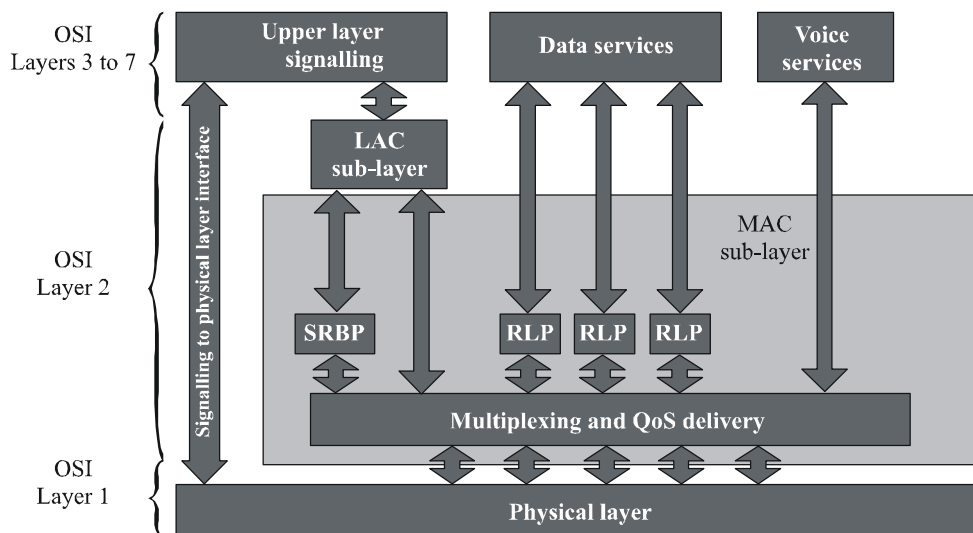 OSI
Layers 3 to 7
Upper layer
signalling
Data services
Voice
services
LAC
sub-layer
Signalling to physical layer interface
MAC
sub-layer
OSI
Layer 2
SRBP
RLP
RLP
RLP
Multiplexing and QoS delivery
OSI
Layer 1
Physical layer